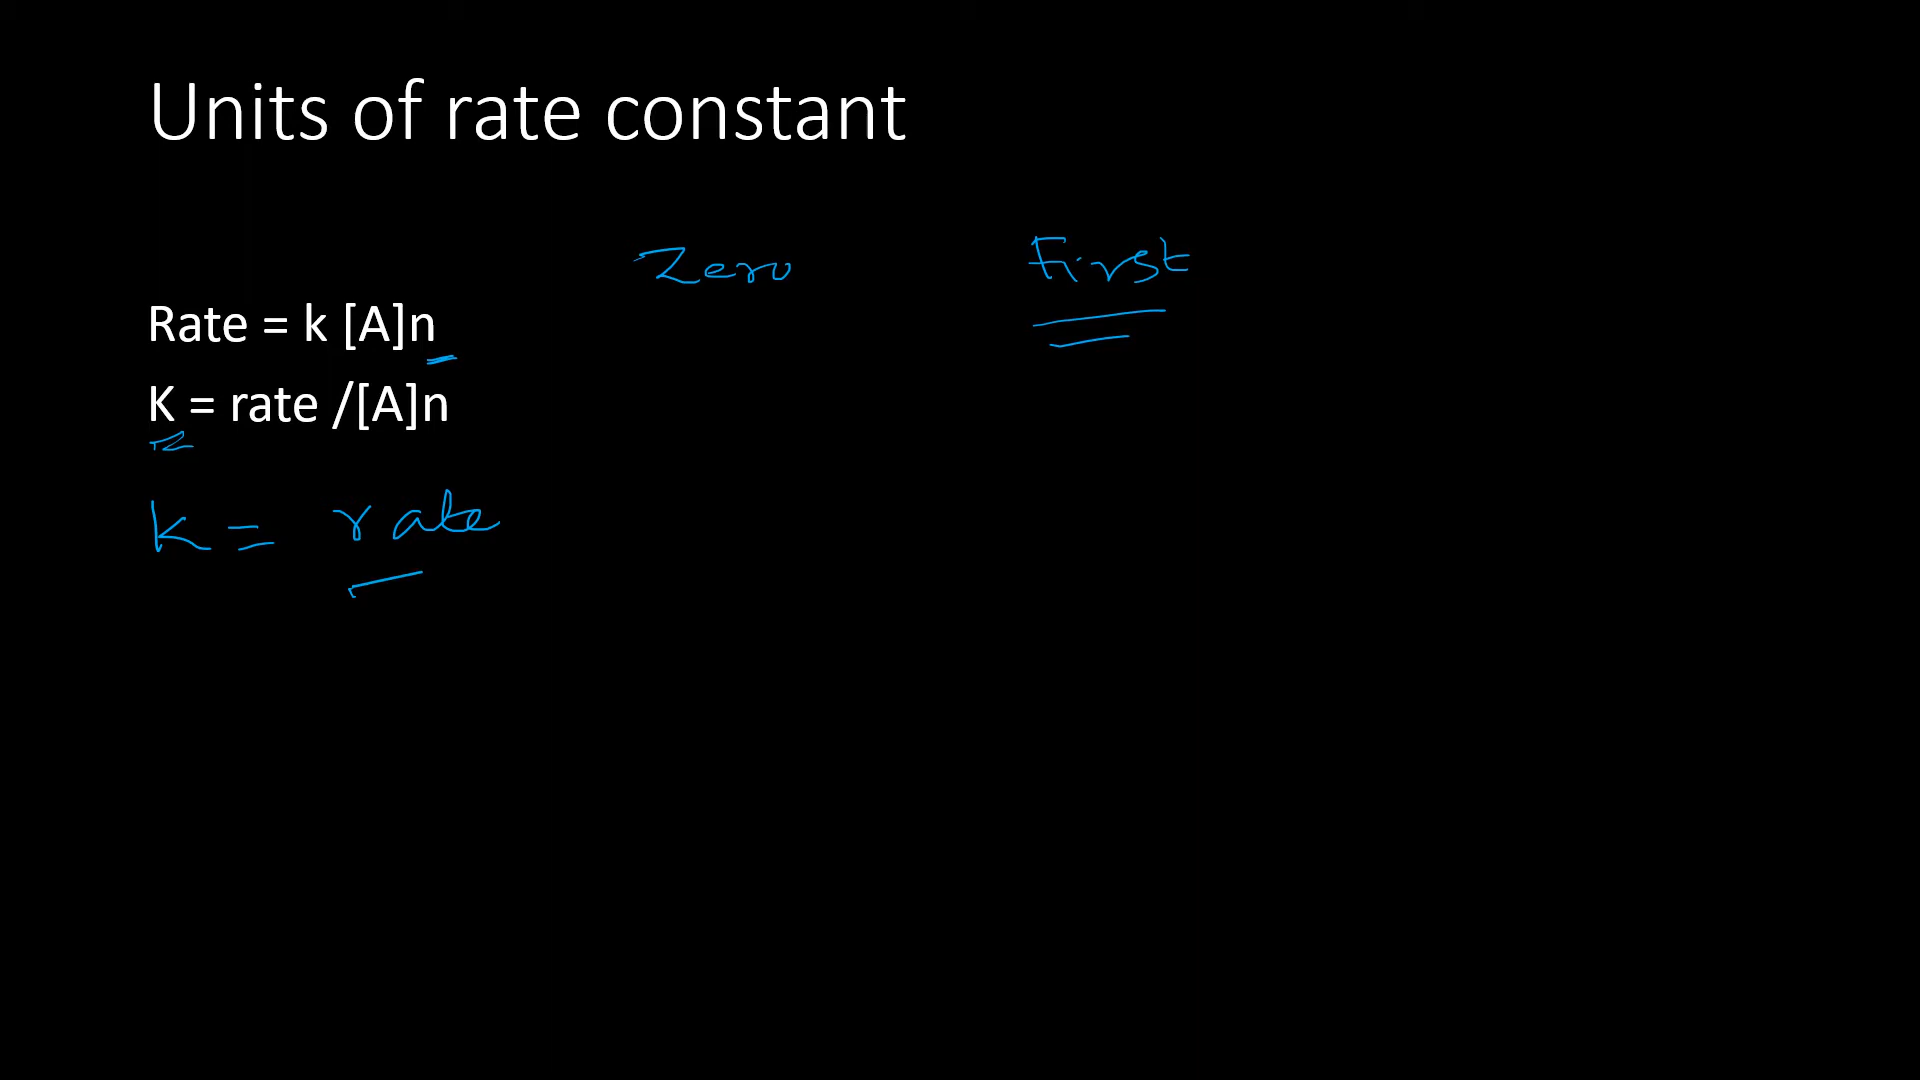 Units of rate constant
Zero First
Rate = k [A]n
K = rate /[A]n
K = rate